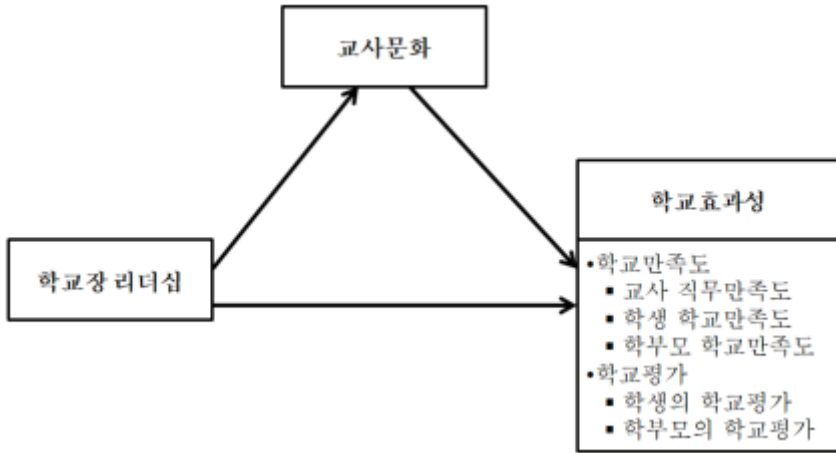 교사문화
학교효과성
학교장 리더십
•학교만족도
▪ 교사 직무만족도
▪ 학생 학교만족도
▪ 학부모 학교만족도
•학교평가
▪ 학생의 학교평가
▪ 학부모의 학교평가